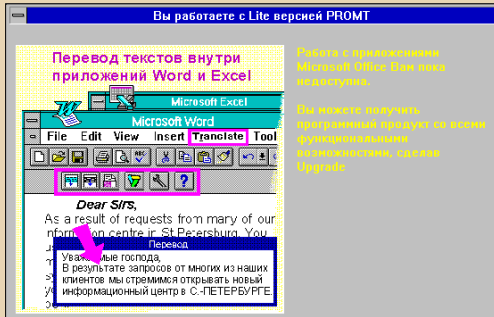 Вы работаете с Lite версией PROMT
Перевод текстов внутри
приложений Word и Excel
Microsoft Excel
Microsoft Word
File Edit View Insert Translate Tool
Dear Sirs,
As a result of requests from mary of our
nformation centre in St.Petersburg. You
Перевод
Уважаемые господа,
В результате запросов от многих из наших
клиентов мы стремимся открывать новый
информационный центр в С.-ПЕТЕРБУРГЕ.
Работа с приложениями
Microsoft Office Вам пока
недоступна.
Вы можете получить
программный продукт со всеми
функциональными
возможностями, сделав
Upgrade